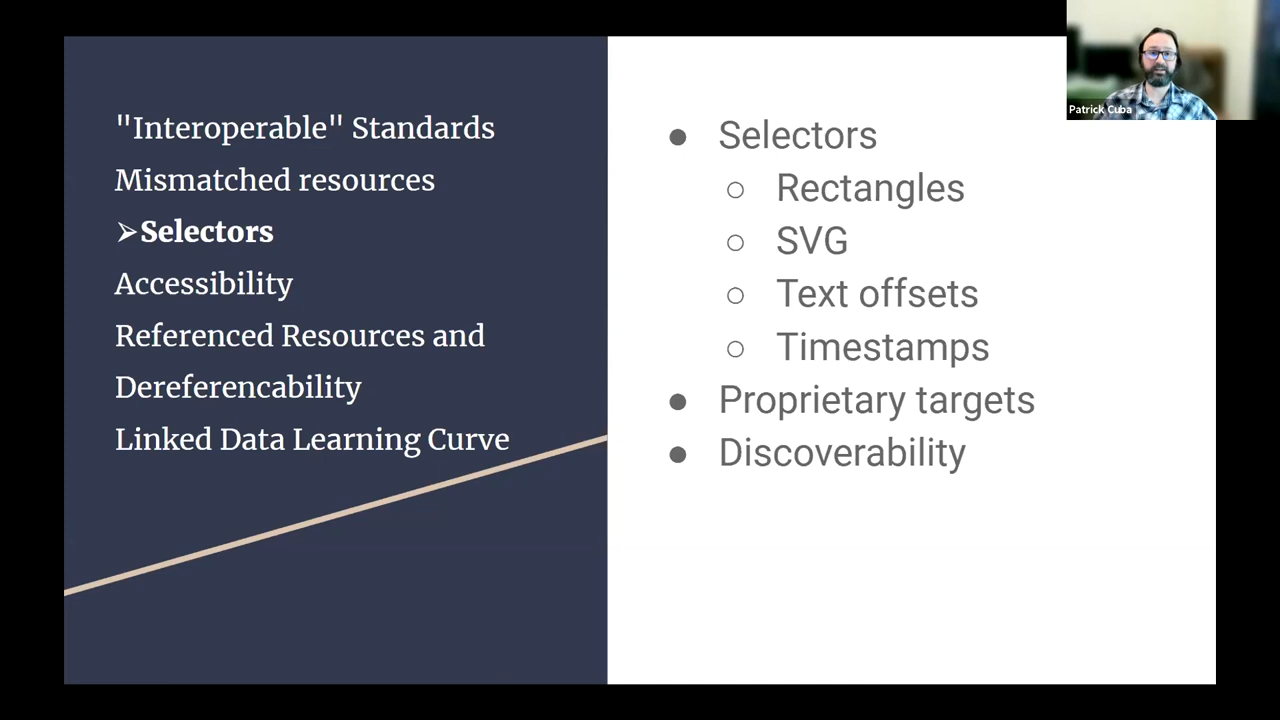 "Interoperable" Standards
Mismatched resources
➢Selectors
Accessibility
Referenced Resources and
Dereferencability
Linked Data Learning Curve
● Selectors
○ Rectangles
○ SVG
○ Text offsets
○ Timestamps
● Proprietary targets
● Discoverability
Patrick Cuba